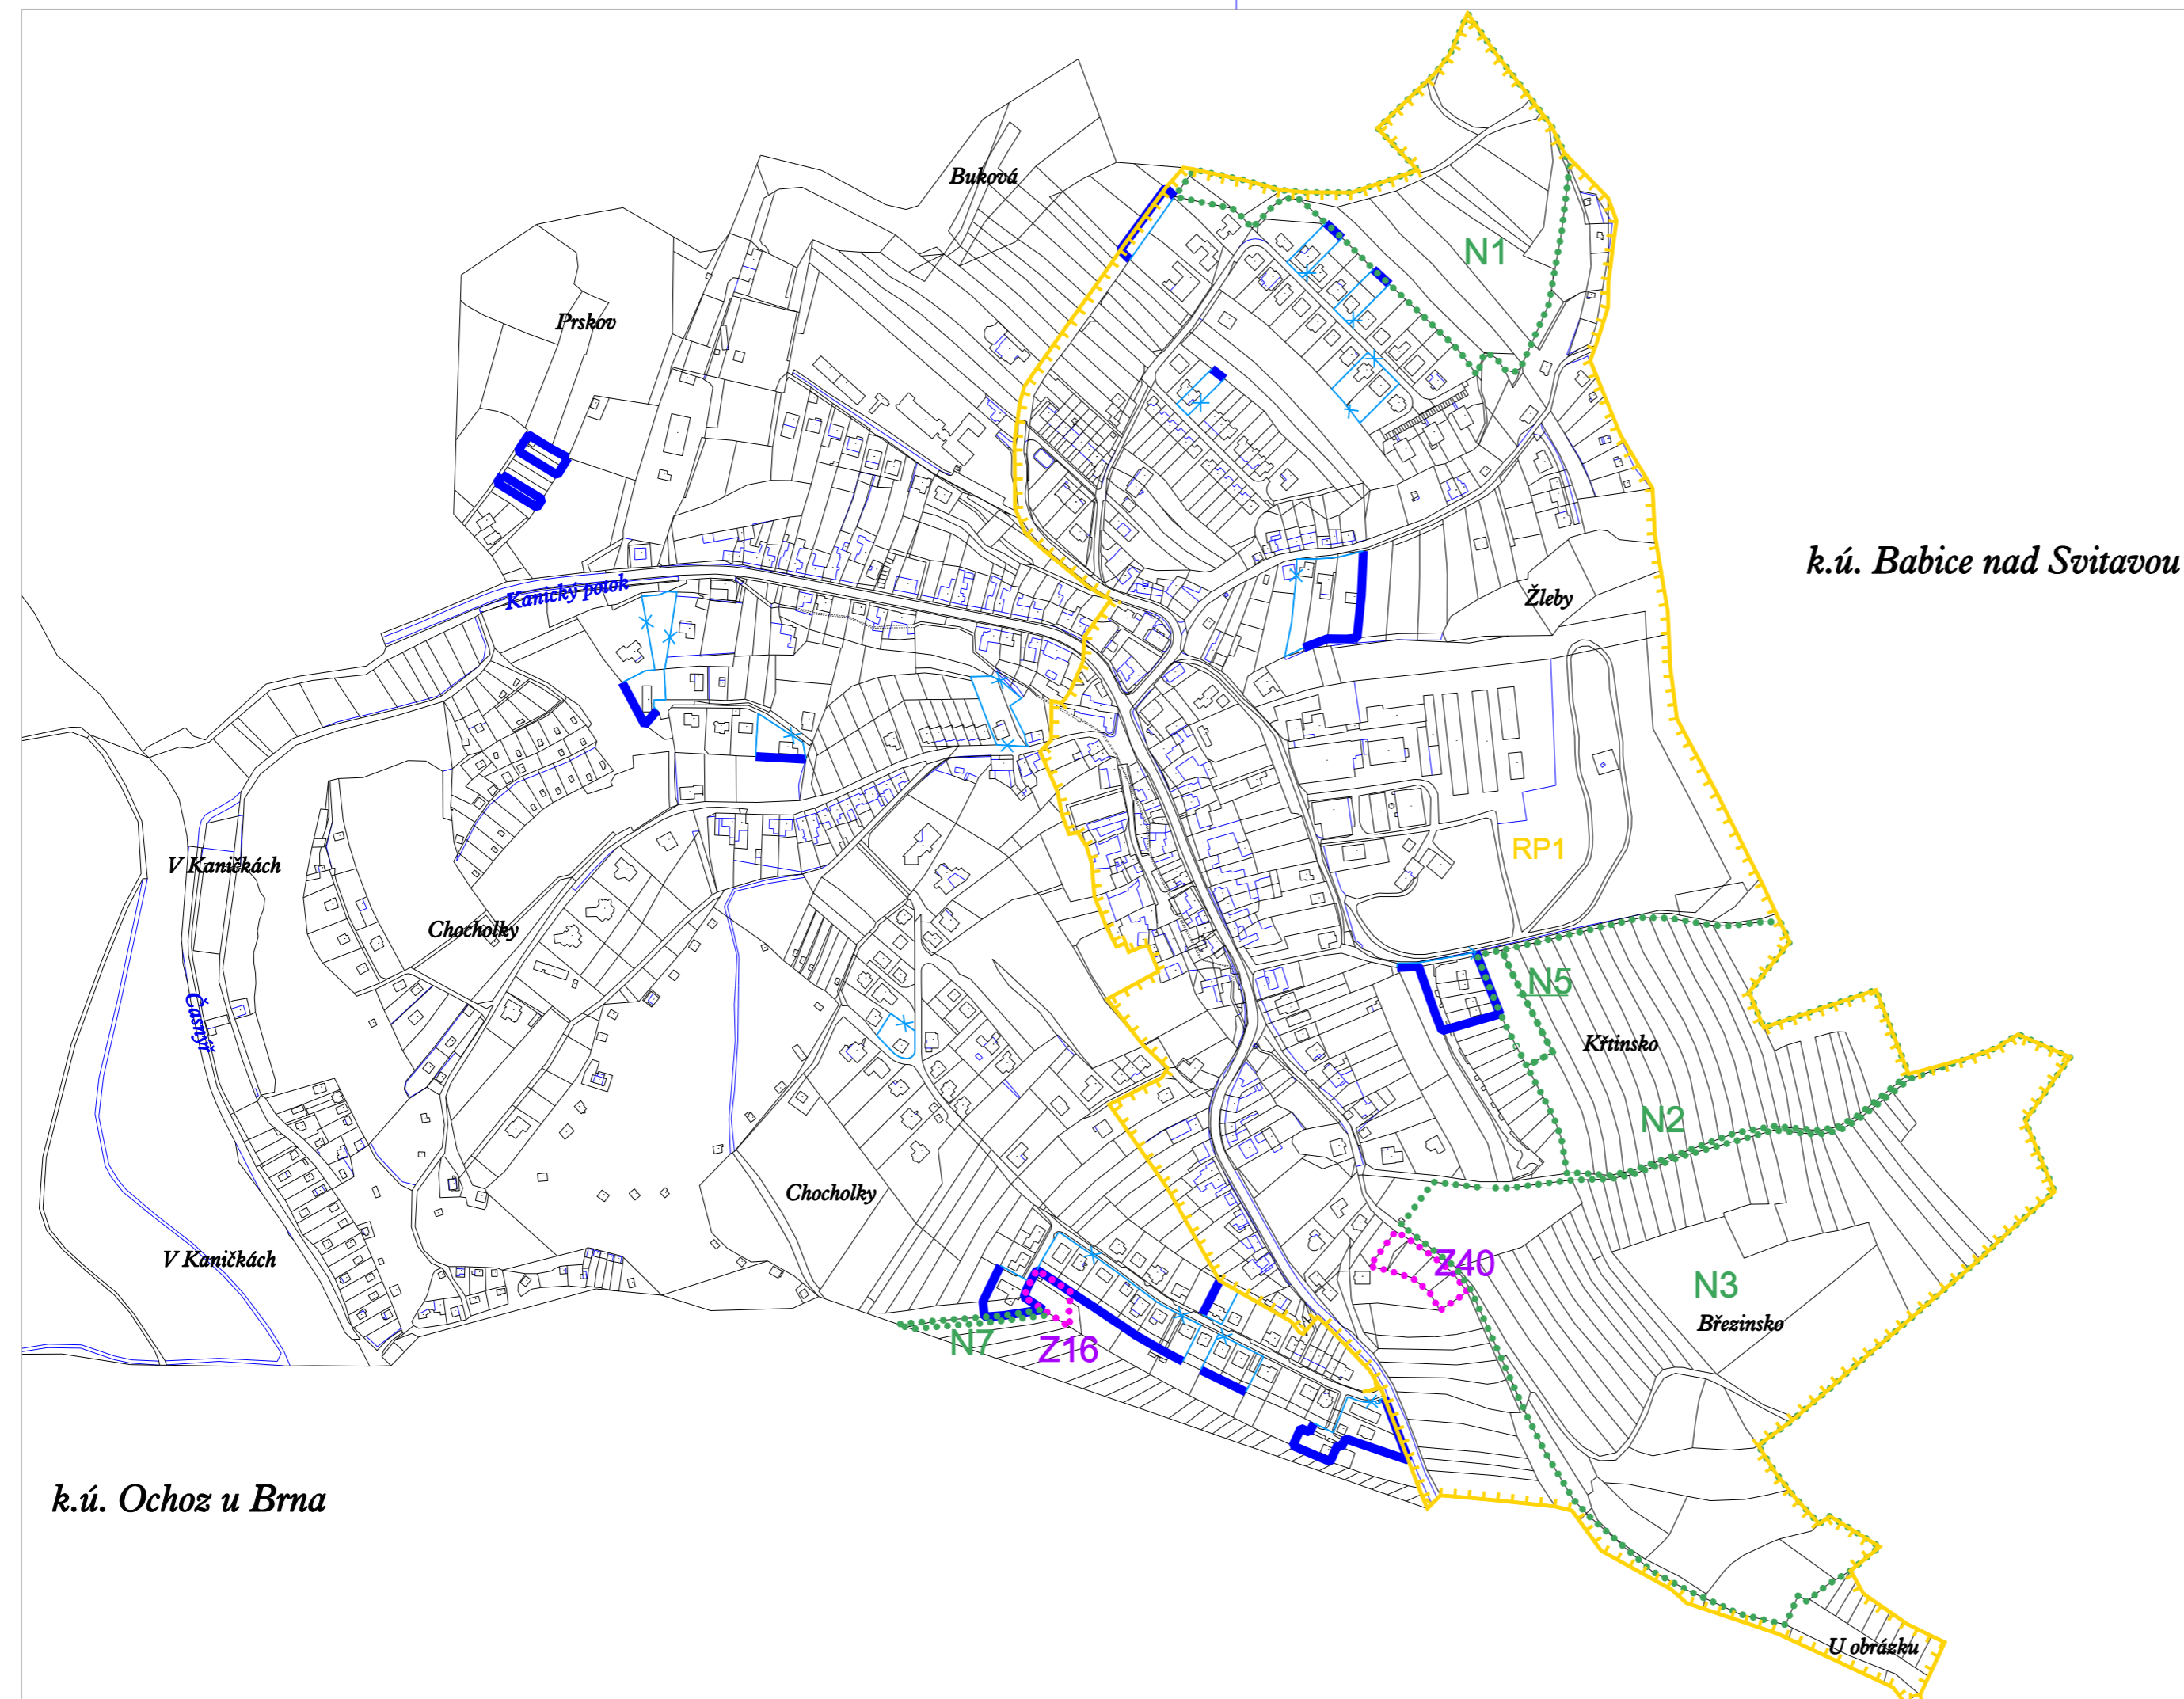 Buková
N1
Prskov
k.ú. Babice nad Svitavou
Kanický potok
Žleby
RP1
V Kaničkách
Chocholky
N5
Časnýř
Křtinsko
N2
Chocholky
V Kaničkách
Z40
N3
Březinsko
N7
Z16
k.ú. Ochoz u Brna
U obrázku